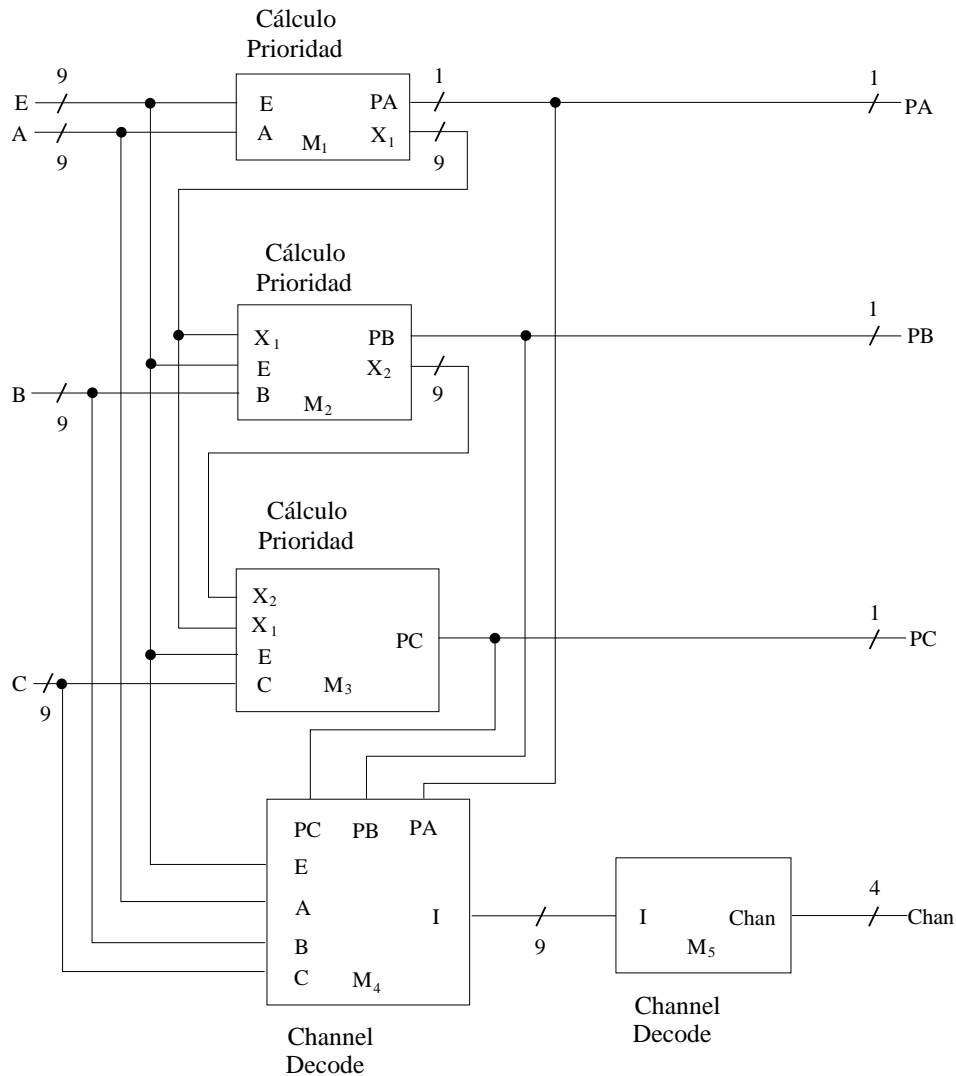 Cálculo
Prioridad
9
1
1
E
E
PA
PA
A
A
X1
M1
9
9
Cálculo
Prioridad
1
X1
PB
PB
E
X2
B
B
M2
9
9
Cálculo
Prioridad
X2
X1
1
PC
PC
E
C
C
M3
9
PC PB PA
E
4
A
I
I
Chan
Chan
B
9
M5
C
M4
Channel
Decode
Channel
Decode